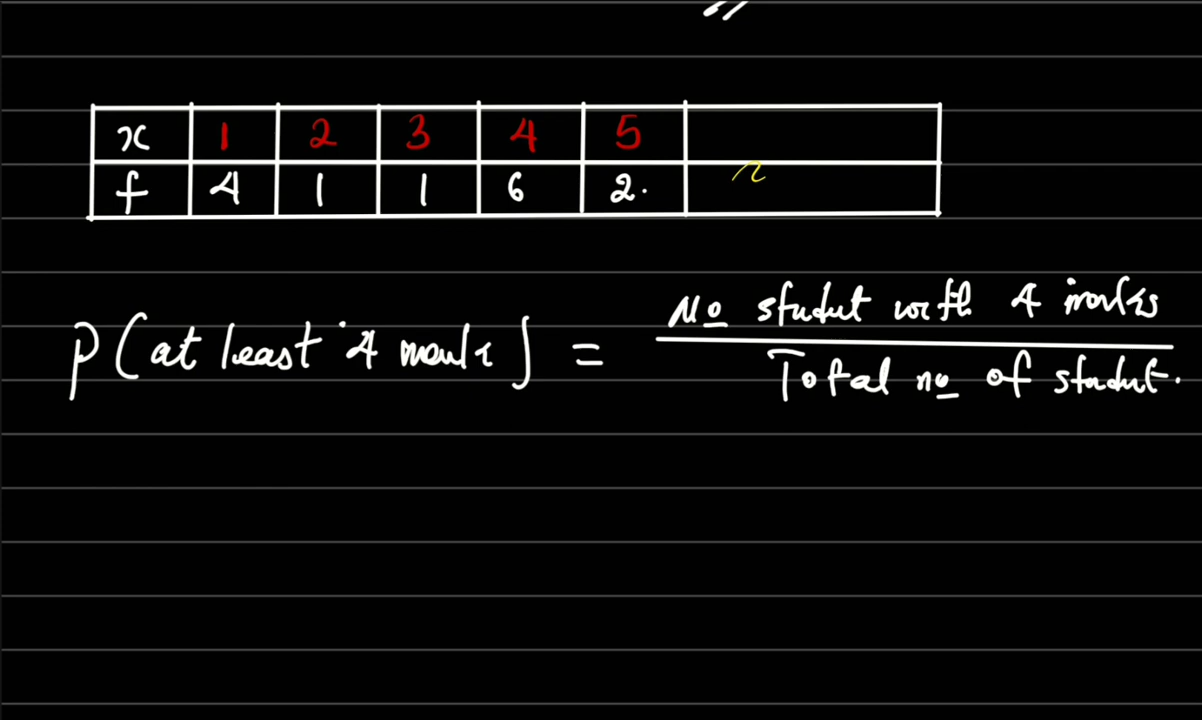 x 1 2 3 4 5
f 4 1 1 6 2.
P(at least 4 marks) = No student with 4 marks
Total no of student.